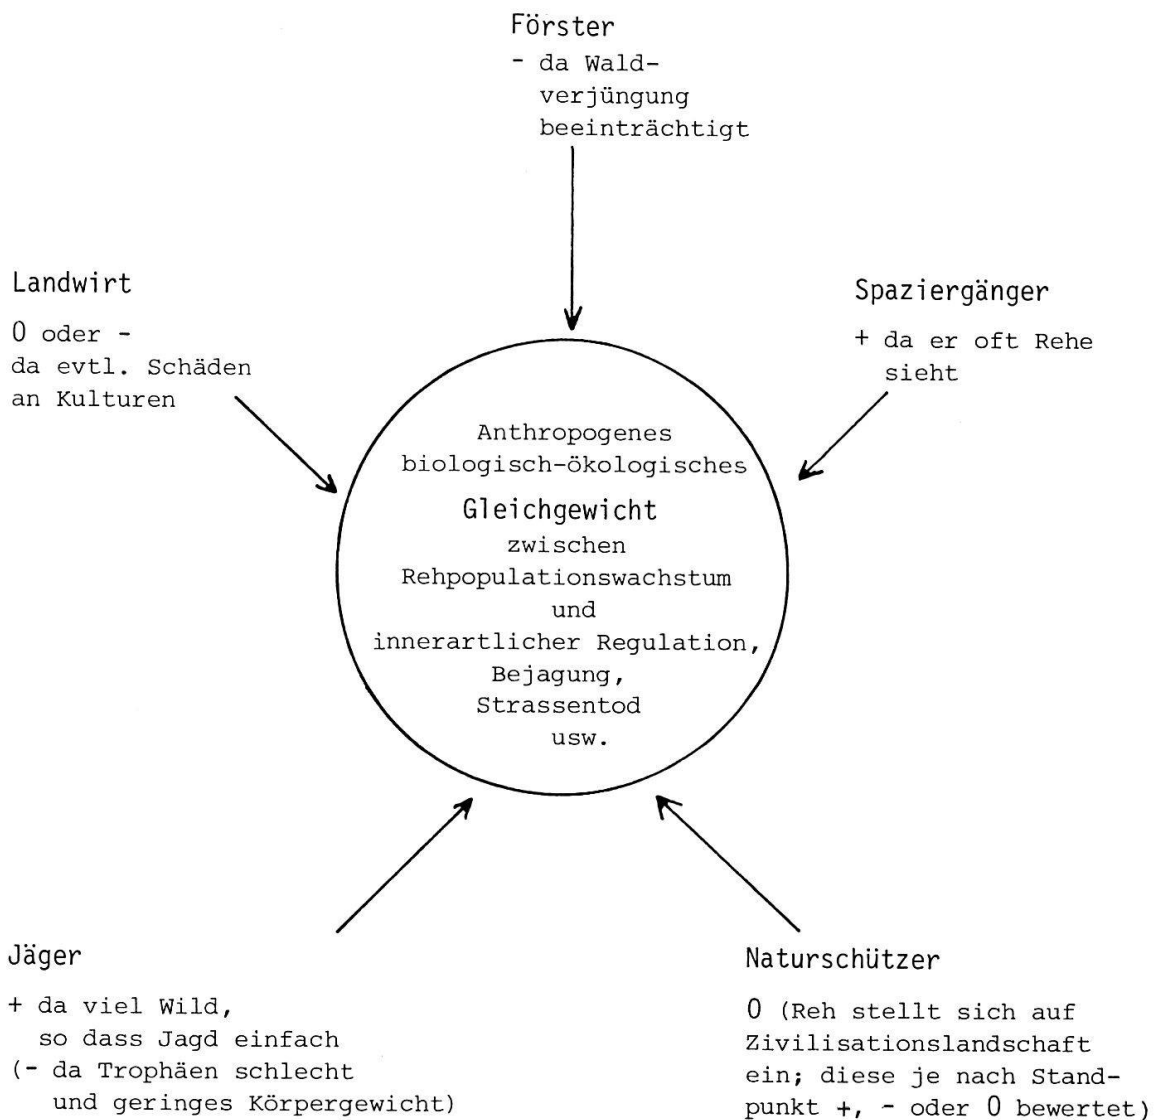 Förster
- da Wald-
verjüngung
beeinträchtigt
Landwirt
0 oder -
da evtl. Schäden
an Kulturen
Spaziergänger
+ da er oft Rehe
sieht
Anthropogenes
biologisch-ökologisches
Gleichgewicht
zwischen
Rehpopulationswachstum
und
innerartlicher Regulation,
Bejagung,
Strassentod
usw.
Jäger
+ da viel Wild,
so dass Jagd einfach
(- da Trophäen schlecht
und geringes Körpergewicht)
Naturschützer
0 (Reh stellt sich auf
Zivilisationslandschaft
ein; diese je nach Stand-
punkt +, - oder 0 bewertet)